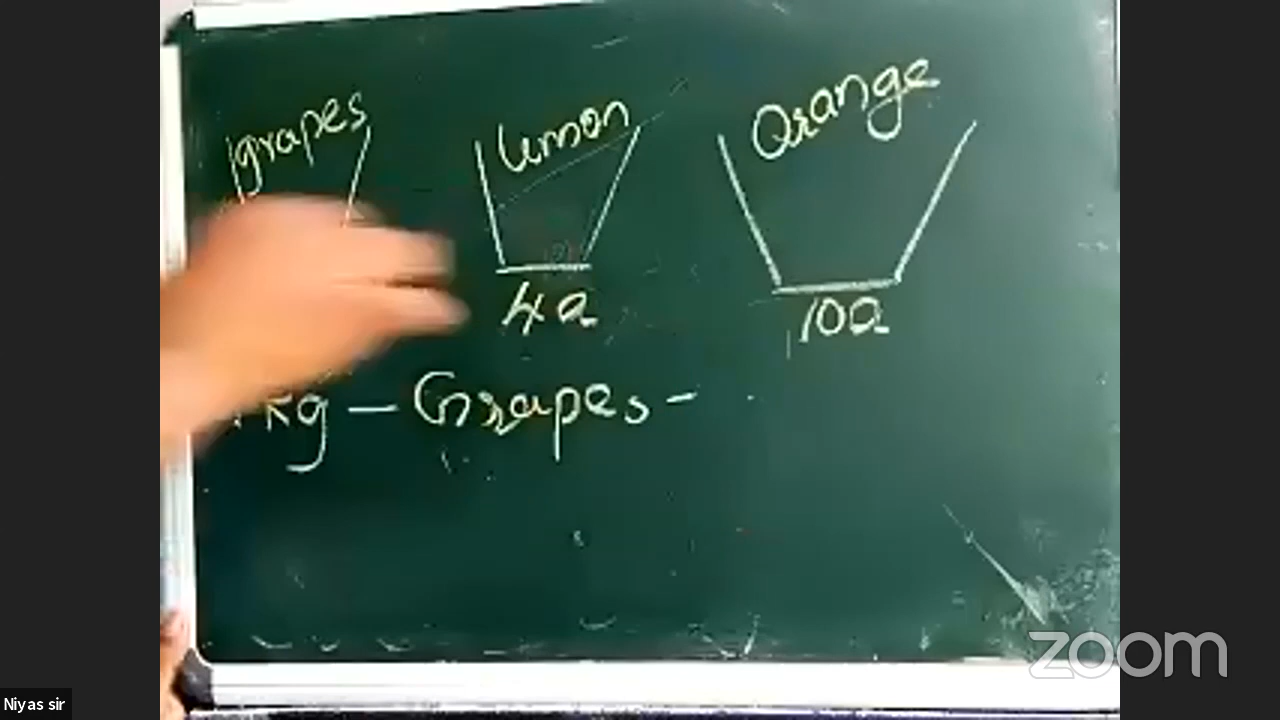 grapes lemon Orange
4a 10a
kg - Grapes -
zoom
Niyas sir